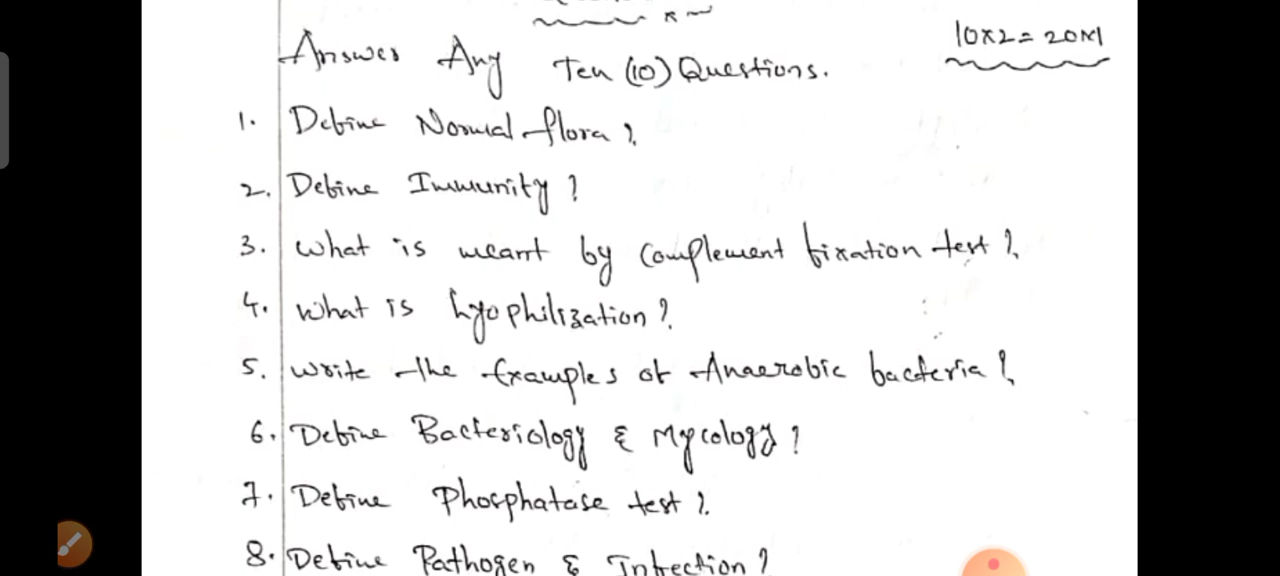 Answer Any Ten (10) Questions.
10x2=20M
1. Define Normal flora?
2. Define Immunity?
3. What is meant by Complement fixation test?
4. What is Lyophilization?
5. Write the Examples of Anaerobic bacteria?
6. Define Bacteriology & Mycology?
7. Define Phosphatase test?
8. Define Pathogen & Infection?